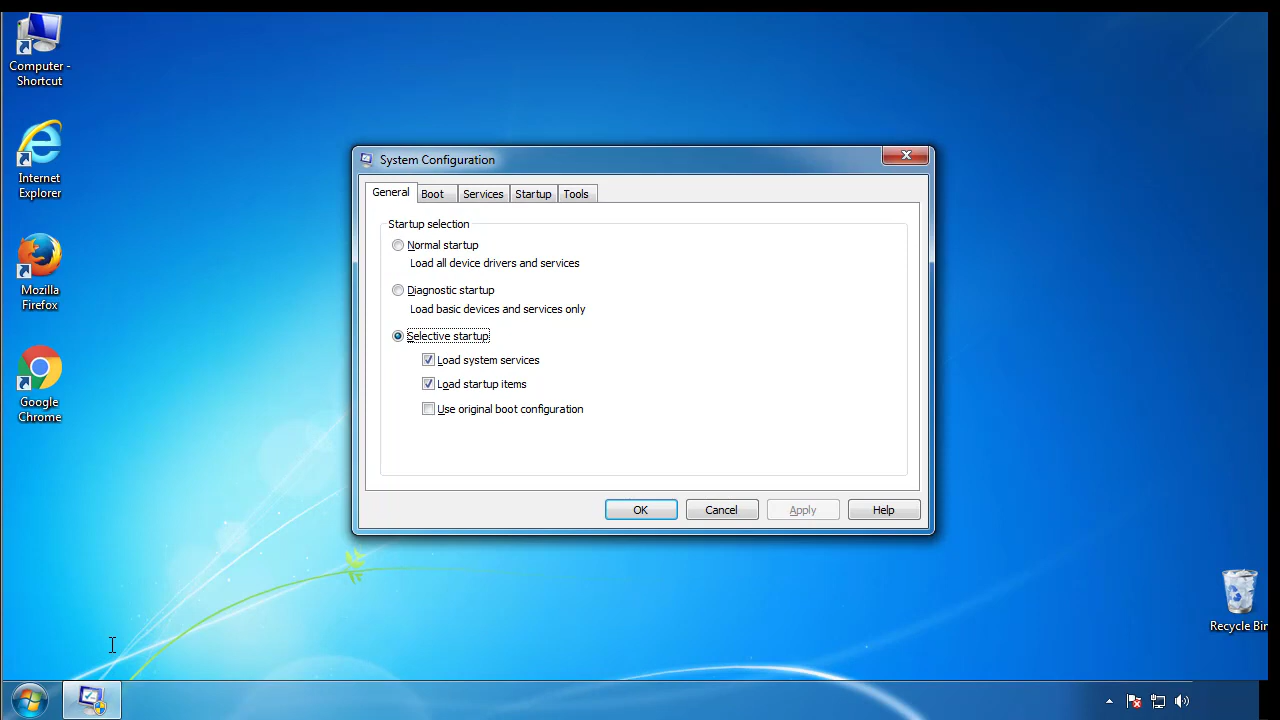 Computer -
Shortcut
Internet
Explorer
Mozilla
Firefox
Google
Chrome
System Configuration
General
Boot
Services
Startup
Tools
Startup selection
Normal startup
Load all device drivers and services
Diagnostic startup
Load basic devices and services only
Selective startup
Load system services
Load startup items
Use original boot configuration
OK
Cancel
Apply
Help
Recycle Bin